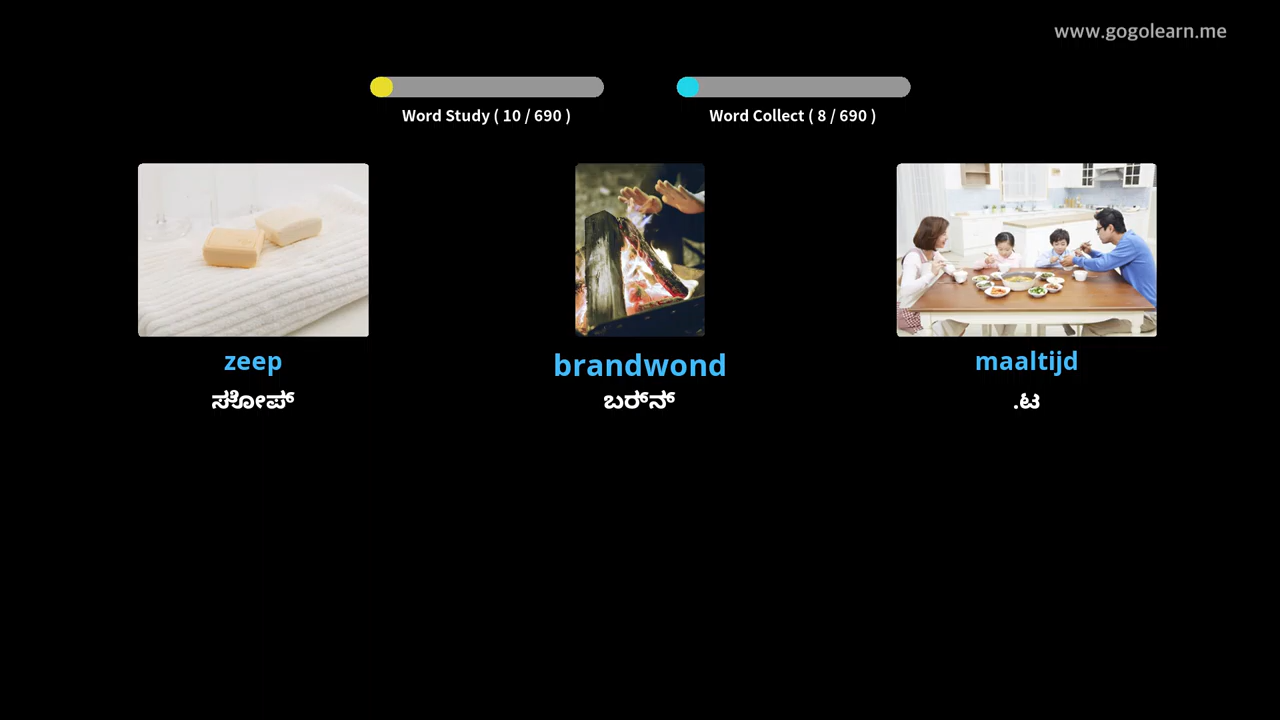 www.gogolearn.me
Word Study ( 10 / 690 )
Word Collect ( 8 / 690 )
zeep
brandwond
maaltijd
ಸೋಪ್
ಬರ್ನ್
.ಟ